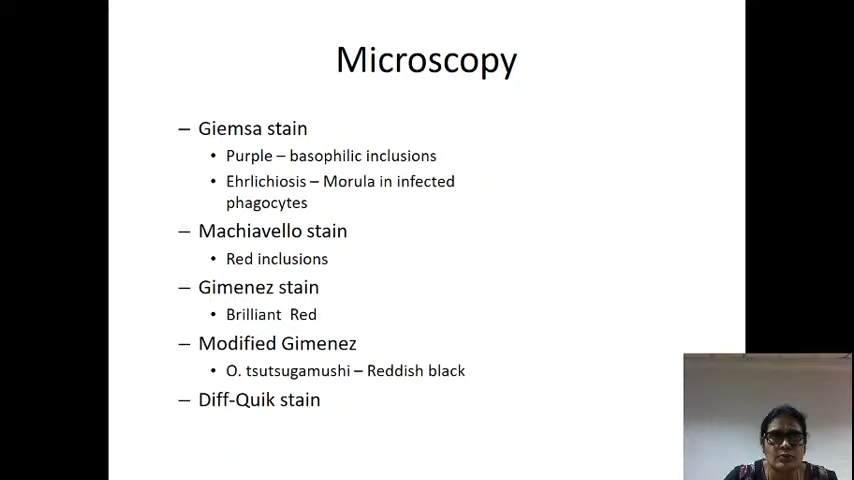 Microscopy
– Giemsa stain
• Purple – basophilic inclusions
• Ehrlichiosis – Morula in infected
phagocytes
– Machiavello stain
• Red inclusions
– Gimenez stain
• Brilliant Red
– Modified Gimenez
• O. tsutsugamushi – Reddish black
– Diff-Quik stain